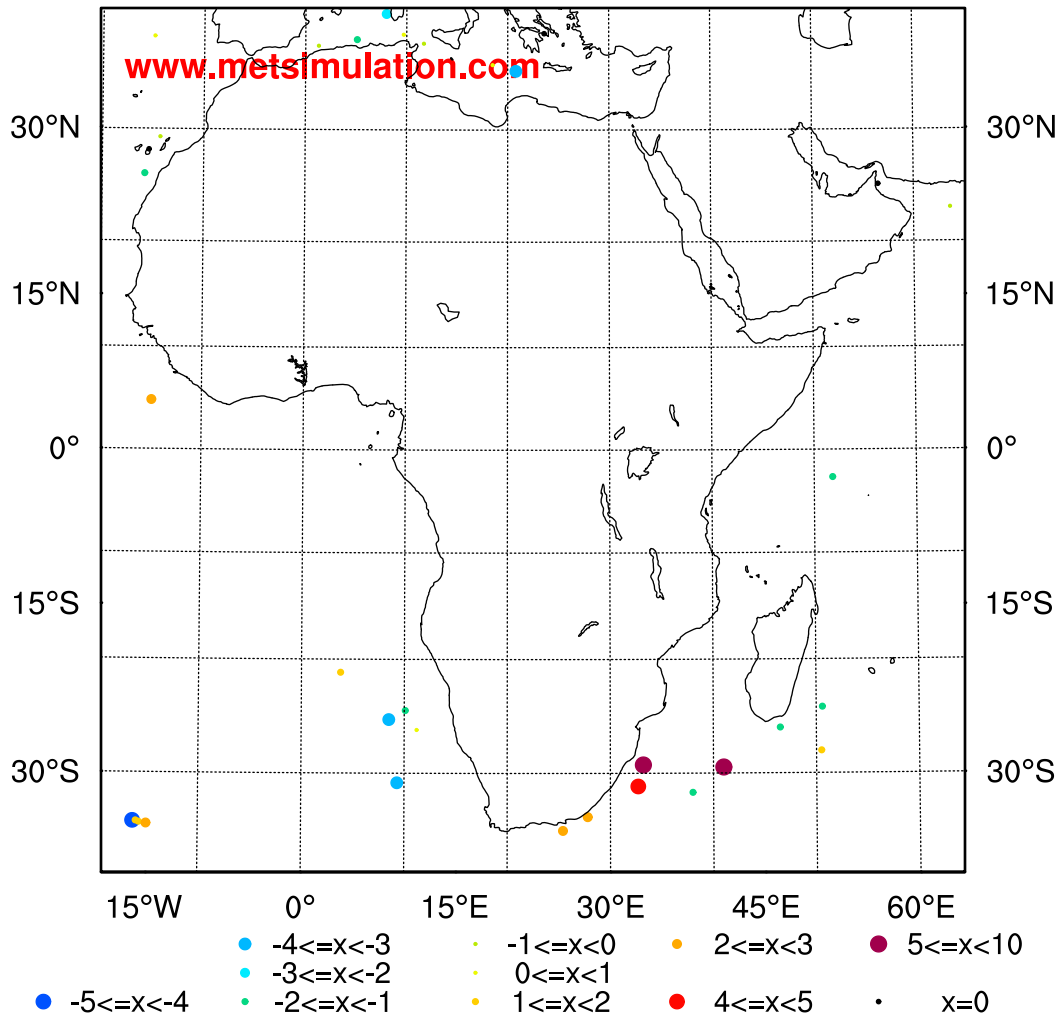 www.metsimulation.com
30°N 30°N
15°N 15°N
0° 0°
15°S 15°S
30°S 30°S
15°W 0° 15°E 30°E 45°E 60°E
-4<=x<-3 -1<=x<0 2<=x<3 5<=x<10
-3<=x<-2 0<=x<1
-5<=x<-4 -2<=x<-1 1<=x<2 4<=x<5 x=0